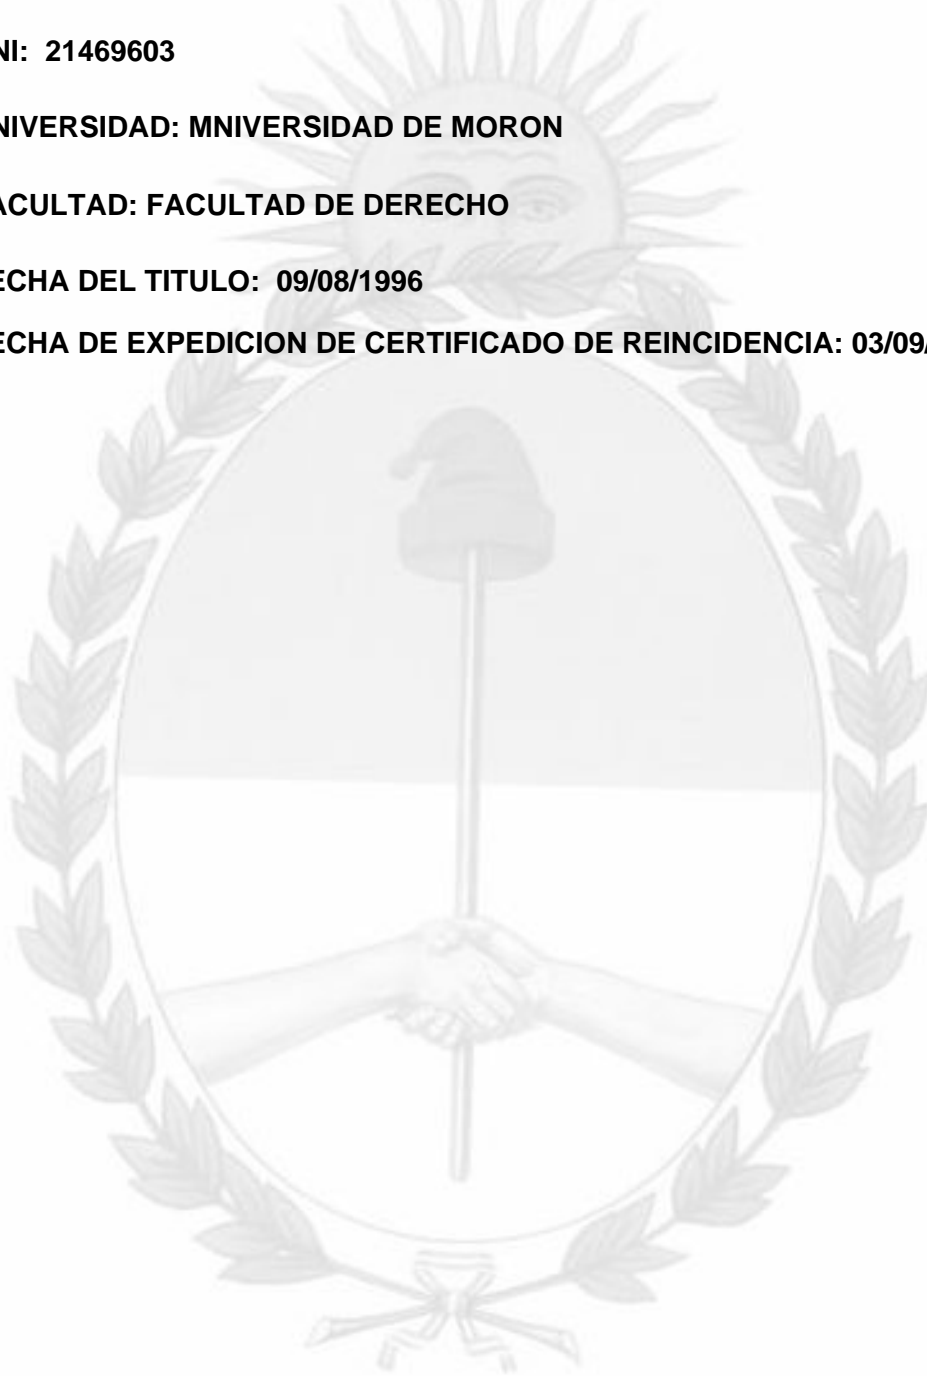 NI: 21469603
NIVERSIDAD: MNIVERSIDAD DE MORON
ACULTAD: FACULTAD DE DERECHO
ECHA DEL TITULO: 09/08/1996
ECHA DE EXPEDICION DE CERTIFICADO DE REINCIDENCIA: 03/09/